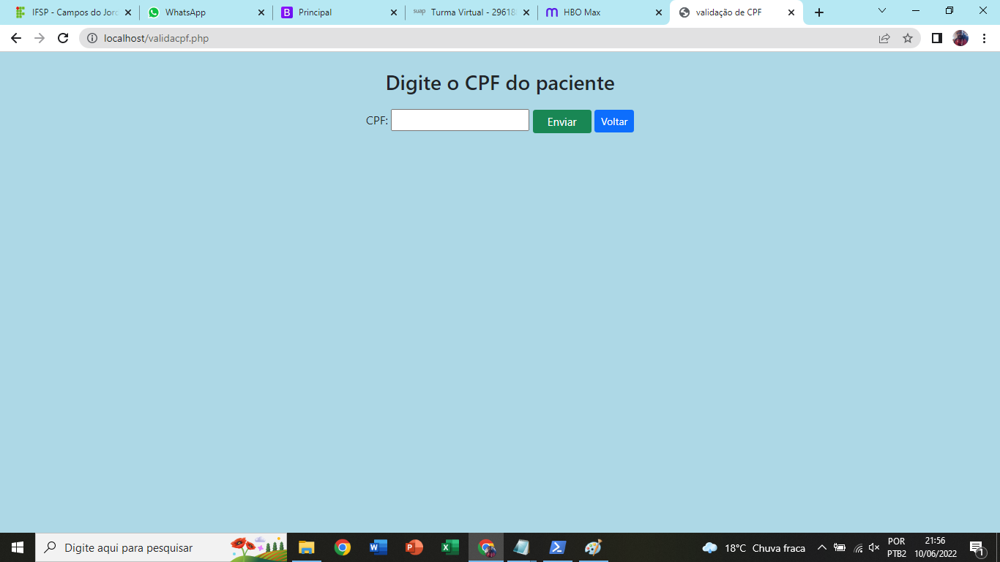 IFSP - Campos do Jord
WhatsApp
B Principal
suap Turma Virtual - 29618
HBO Max
validação de CPF
localhost/validacpf.php
Digite o CPF do paciente
CPF: Enviar Voltar
Digite aqui para pesquisar
18°C Chuva fraca
POR
PTB2
21:56
10/06/2022
1